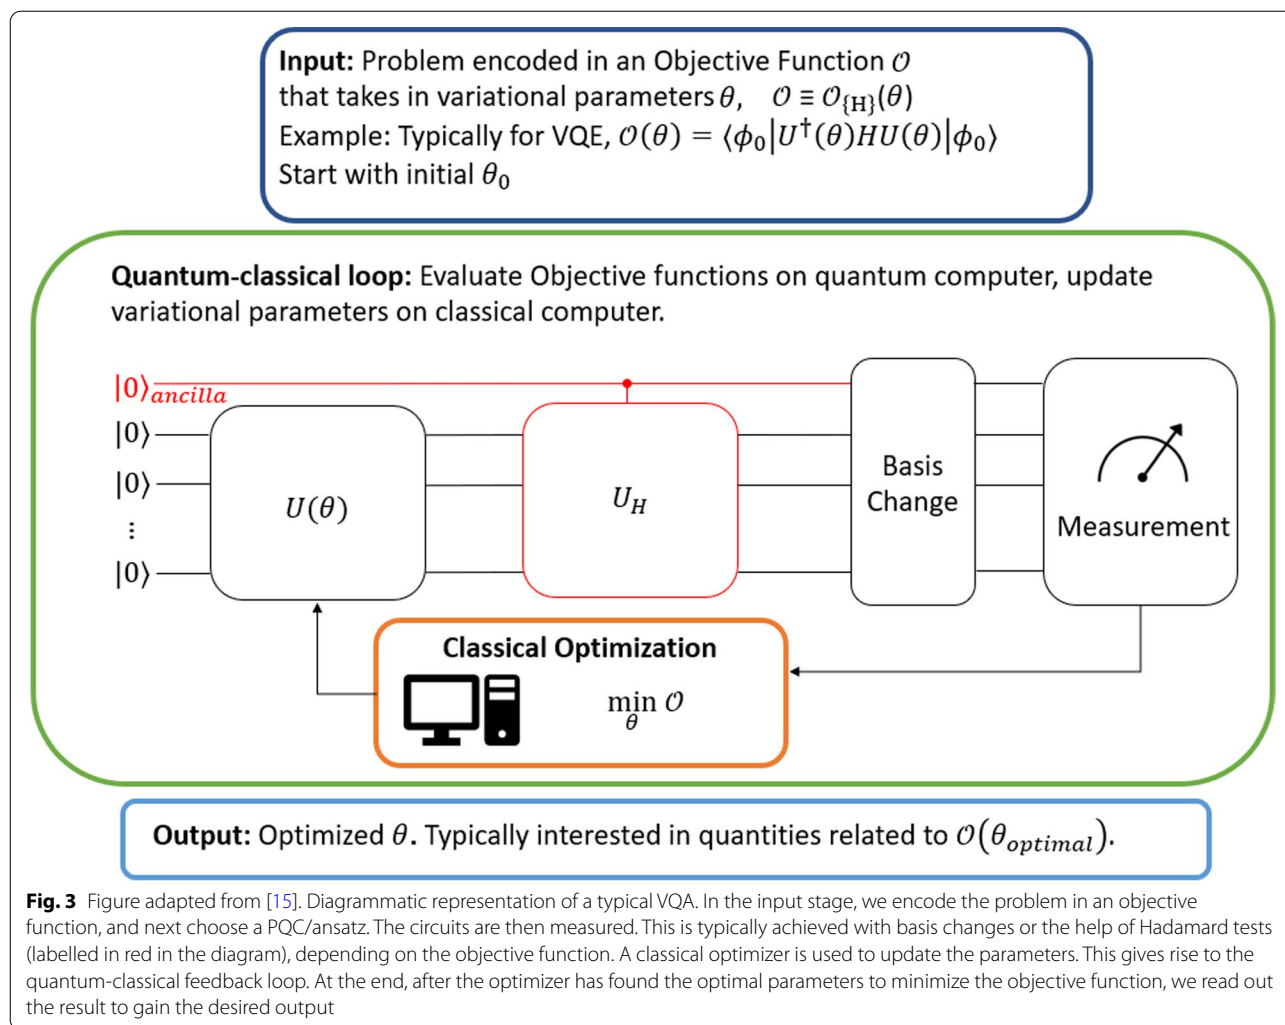 Input: Problem encoded in an Objective Function 𝒪
that takes in variational parameters θ, 𝒪 ≡ 𝒪{H}(θ)
Example: Typically for VQE, 𝒪(θ) = ⟨ϕ₀|U†(θ)HU(θ)|ϕ₀⟩
Start with initial θ₀
Quantum-classical loop: Evaluate Objective functions on quantum computer, update
variational parameters on classical computer.
|0⟩ancilla
|0⟩
|0⟩
⋮
|0⟩
U(θ)
U_H
Basis
Change
Measurement
Classical Optimization
min 𝒪
θ
Output: Optimized θ. Typically interested in quantities related to 𝒪(θoptimal).
Fig. 3 Figure adapted from [15]. Diagrammatic representation of a typical VQA. In the input stage, we encode the problem in an objective
function, and next choose a PQC/ansatz. The circuits are then measured. This is typically achieved with basis changes or the help of Hadamard tests
(labelled in red in the diagram), depending on the objective function. A classical optimizer is used to update the parameters. This gives rise to the
quantum-classical feedback loop. At the end, after the optimizer has found the optimal parameters to minimize the objective function, we read out
the result to gain the desired output